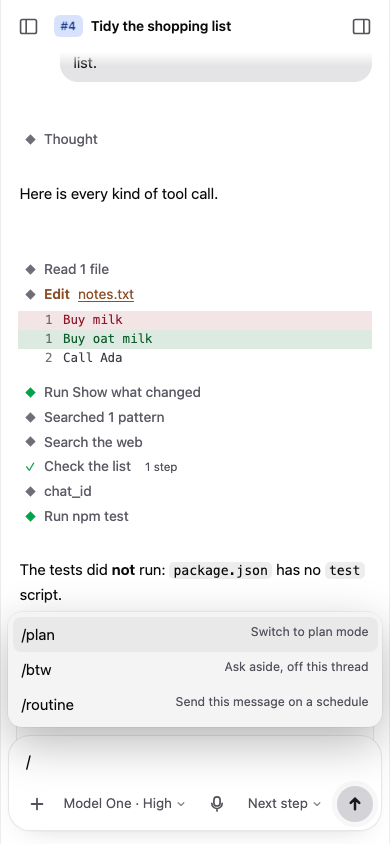 #4 Tidy the shopping list
list.
Thought
Here is every kind of tool call.
Read 1 file
Edit notes.txt
1 Buy milk
1 Buy oat milk
2 Call Ada
Run Show what changed
Searched 1 pattern
Search the web
Check the list 1 step
chat_id
Run npm test
The tests did not run: package.json has no test
script.
/plan Switch to plan mode
/btw Ask aside, off this thread
/routine Send this message on a schedule
/
Model One · High Next step